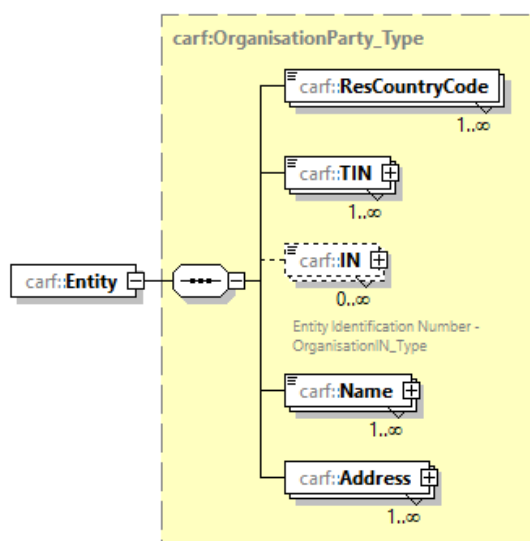 carf:OrganisationParty_Type
carf::ResCountryCode
1..∞
carf::TIN
1..∞
carf::Entity
carf::IN
0..∞
Entity Identification Number -
OrganisationIN_Type
carf::Name
1..∞
carf::Address
1..∞